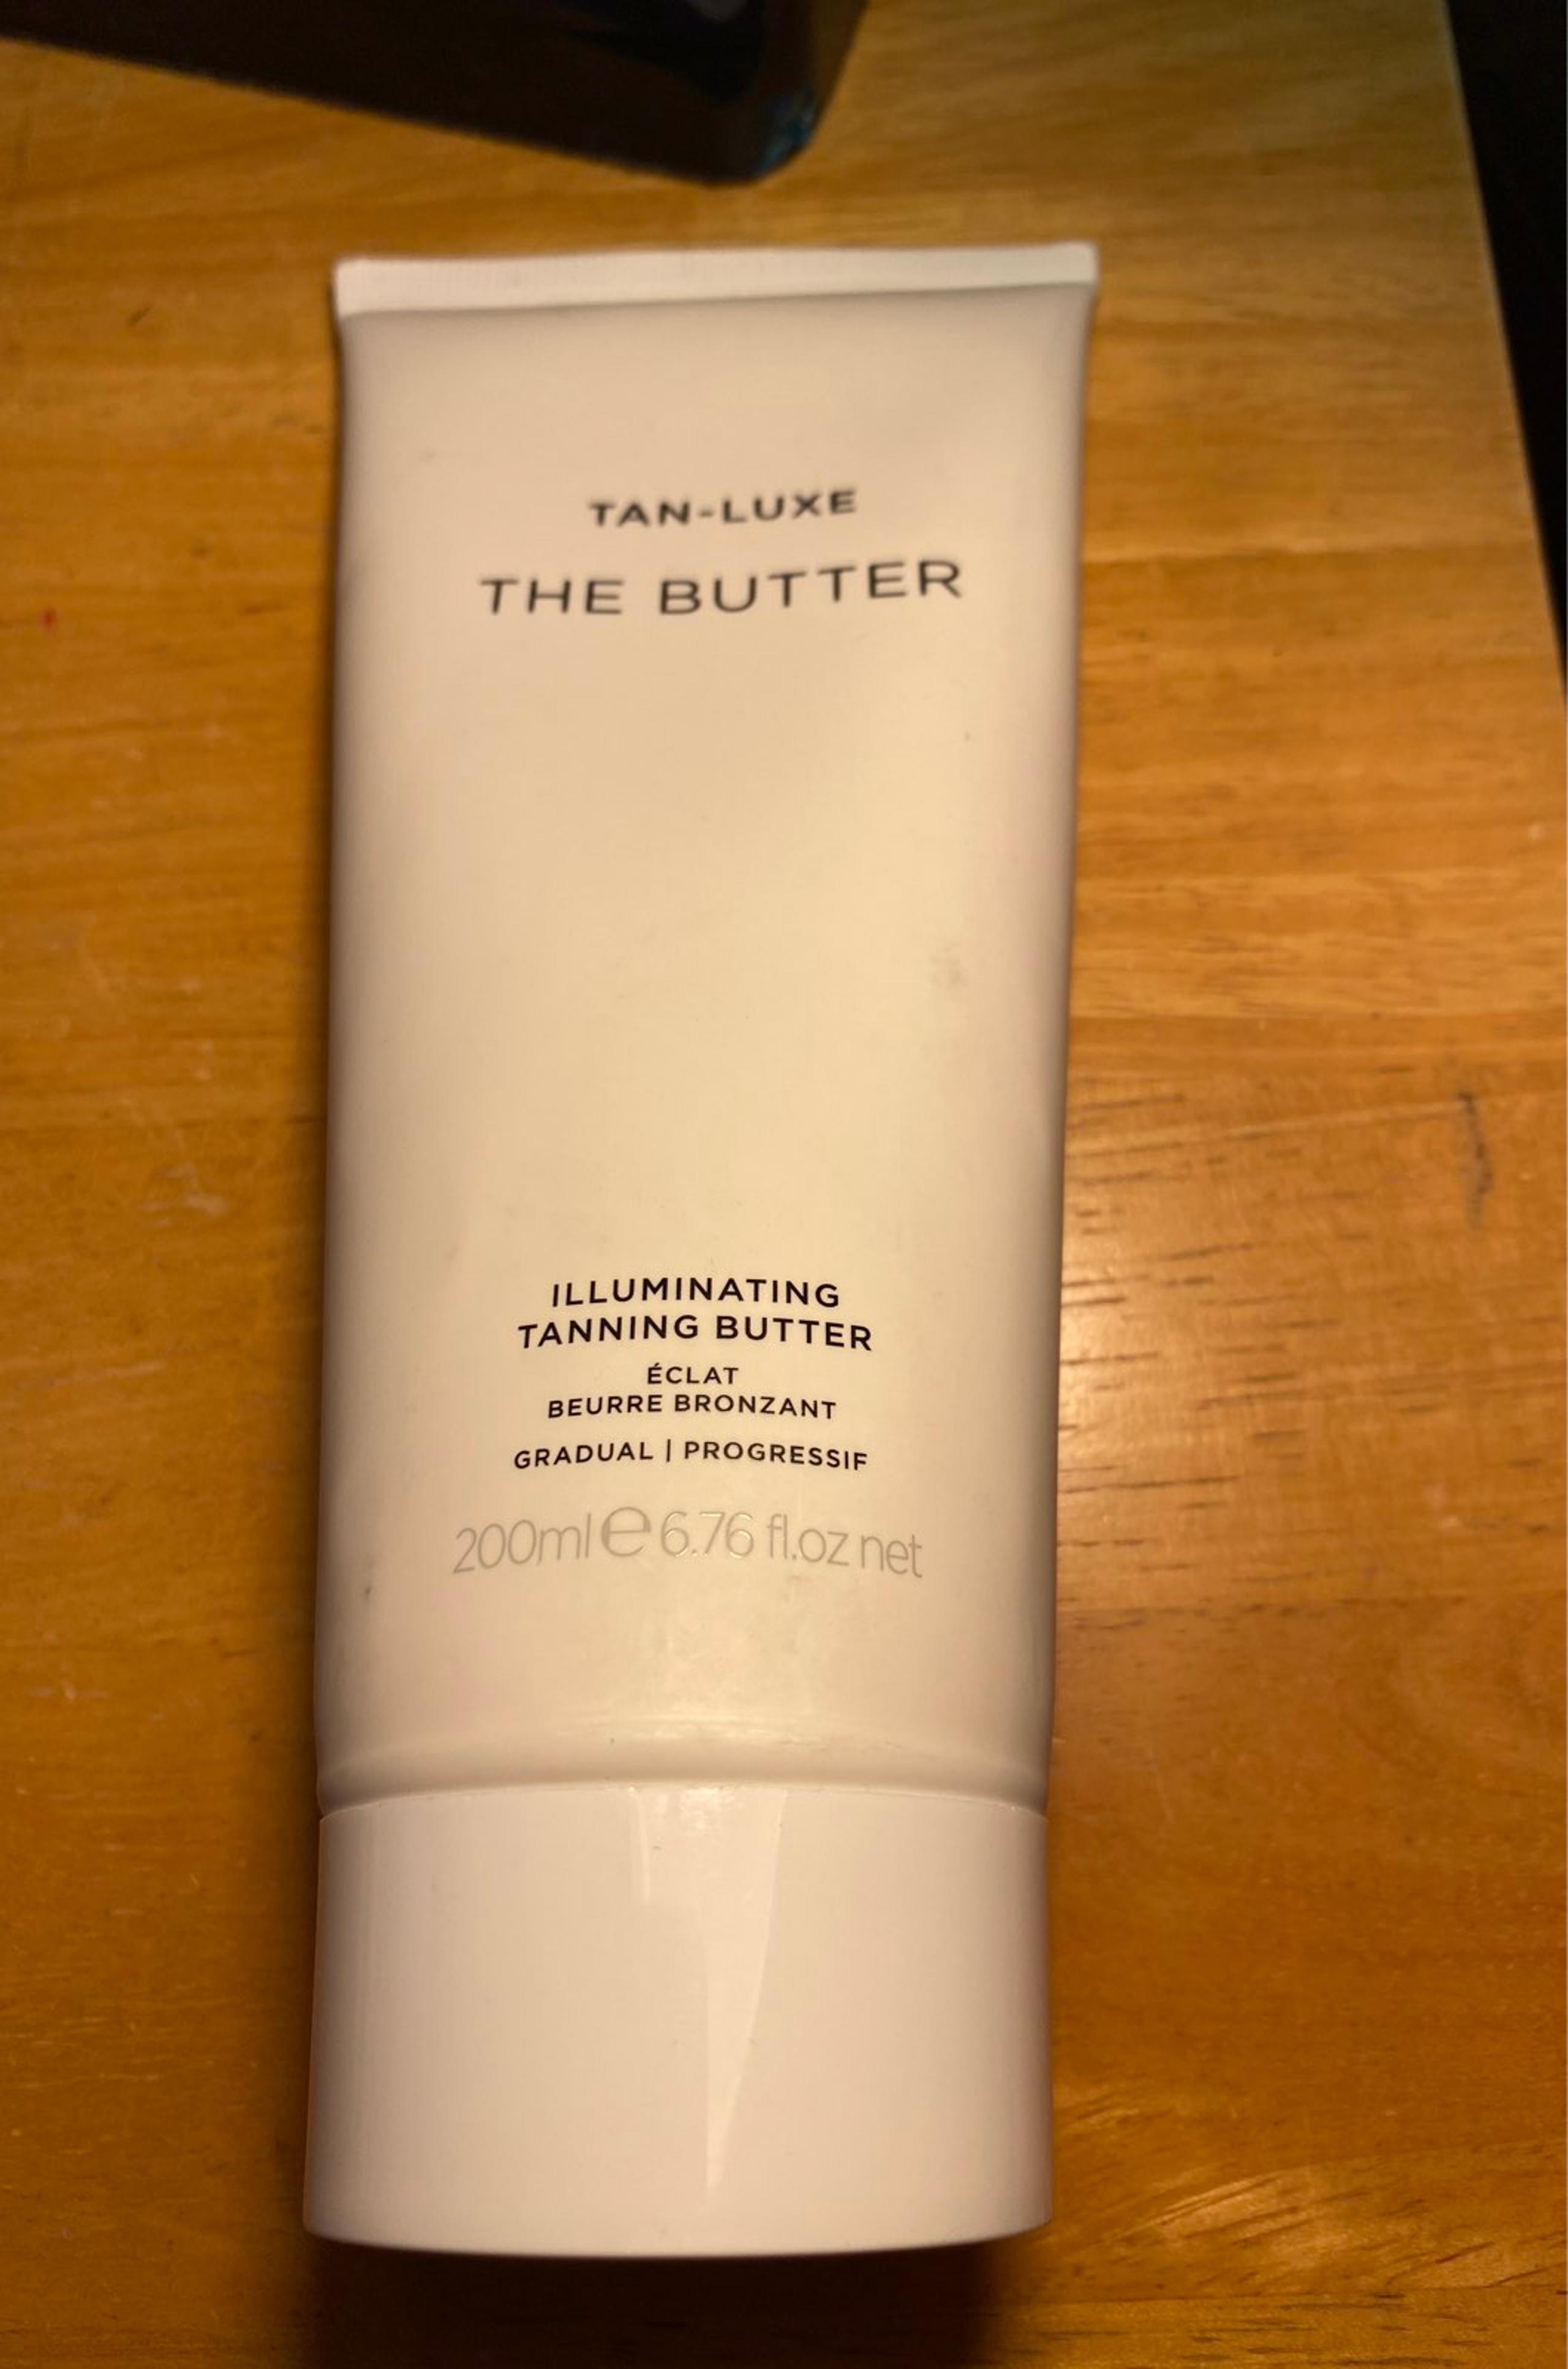 TAN-LUXE
THE BUTTER
ILLUMINATING
TANNING BUTTER
ÉCLAT
BEURRE BRONZANT
GRADUAL | PROGRESSIF
200ml e 6.76 fl.oz net